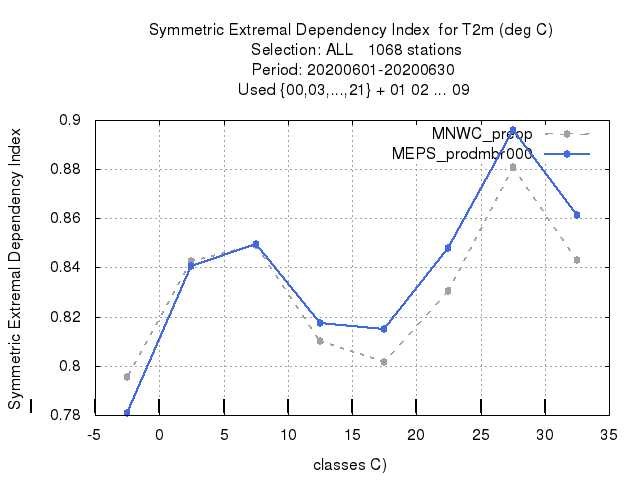 Symmetric Extremal Dependency Index for T2m (deg C)
Selection: ALL 1068 stations
Period: 20200601-20200630
Used {00,03,...,21} + 01 02 ... 09
MNWC_preop
MEPS_prodmbr000
Symmetric Extremal Dependency Index
0.9
0.88
0.86
0.84
0.82
0.8
0.78
-5 0 5 10 15 20 25 30 35
classes C)